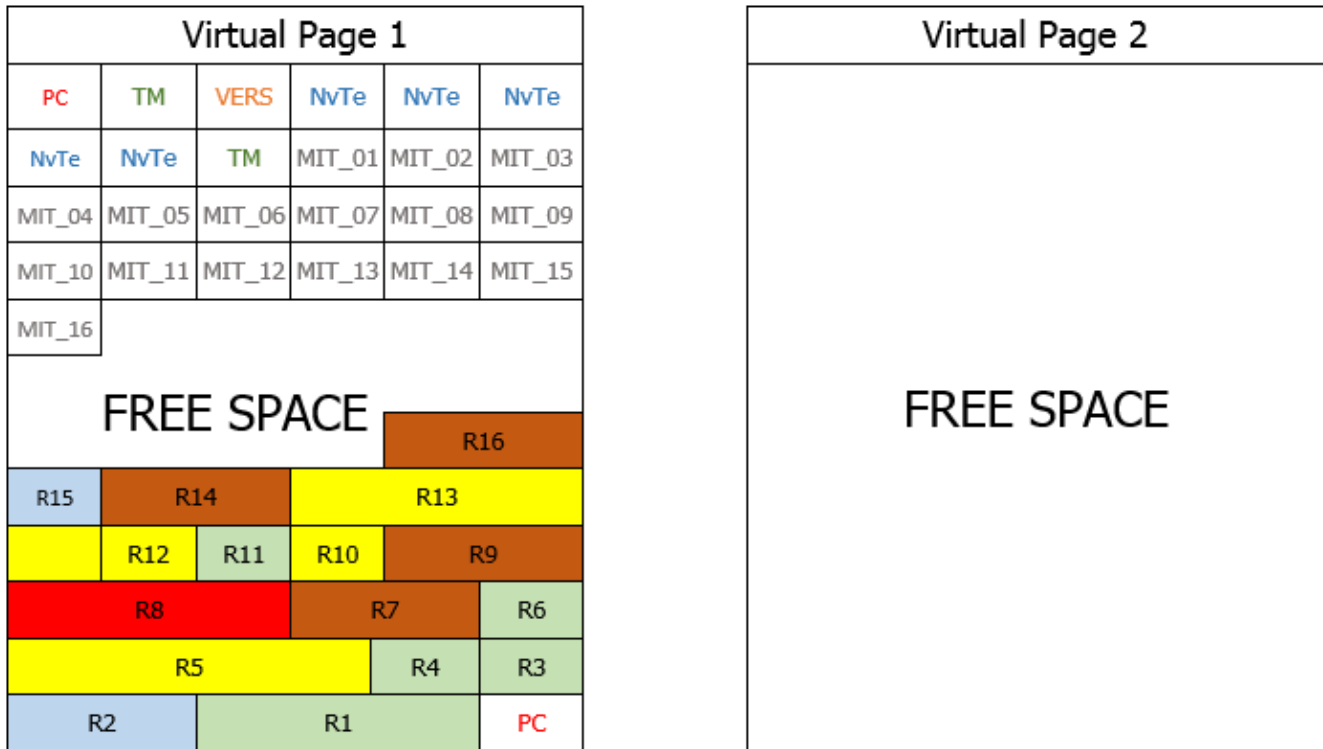 Virtual Page 1
PC TM VERS NvTe NvTe NvTe
NvTe NvTe TM MIT_01 MIT_02 MIT_03
MIT_04 MIT_05 MIT_06 MIT_07 MIT_08 MIT_09
MIT_10 MIT_11 MIT_12 MIT_13 MIT_14 MIT_15
MIT_16
FREE SPACE
R16
R15 R14 R13
R12 R11 R10 R9
R8 R7 R6
R5 R4 R3
R2 R1 PC
Virtual Page 2
FREE SPACE